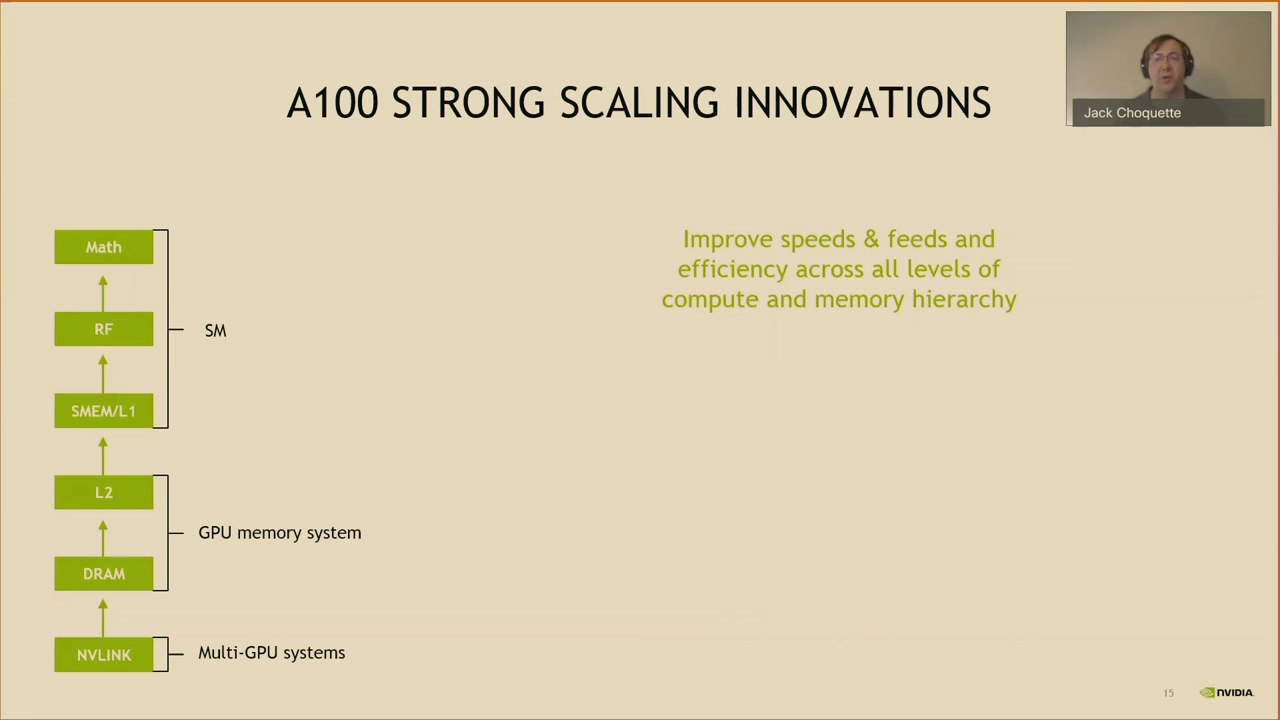 Jack Choquette
A100 STRONG SCALING INNOVATIONS
Math
RF
SM
SMEM/L1
L2
GPU memory system
DRAM
NVLINK
Multi-GPU systems
Improve speeds & feeds and
efficiency across all levels of
compute and memory hierarchy
15
NVIDIA